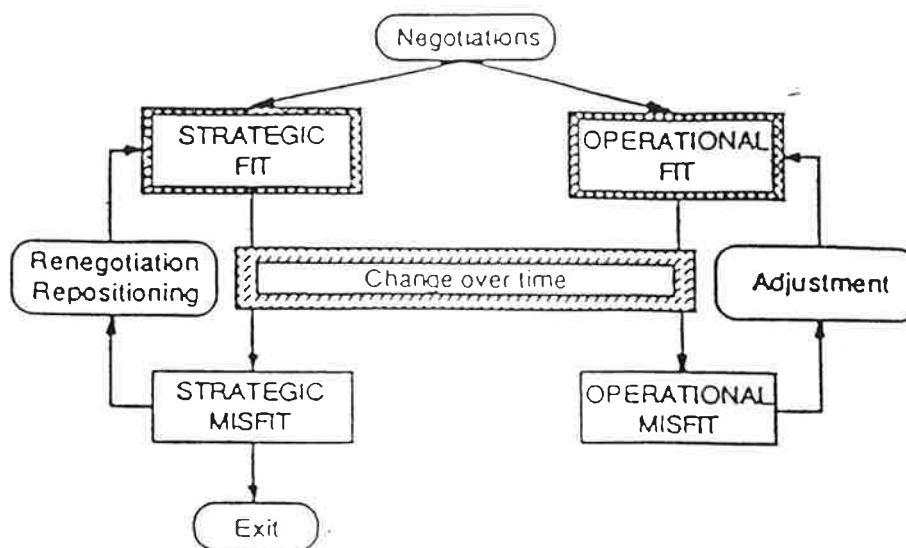 Negotiations
STRATEGIC
FIT
OPERATIONAL
FIT
Renegotiation
Repositioning
Change over time
Adjustment
STRATEGIC
MISFIT
OPERATIONAL
MISFIT
Exit